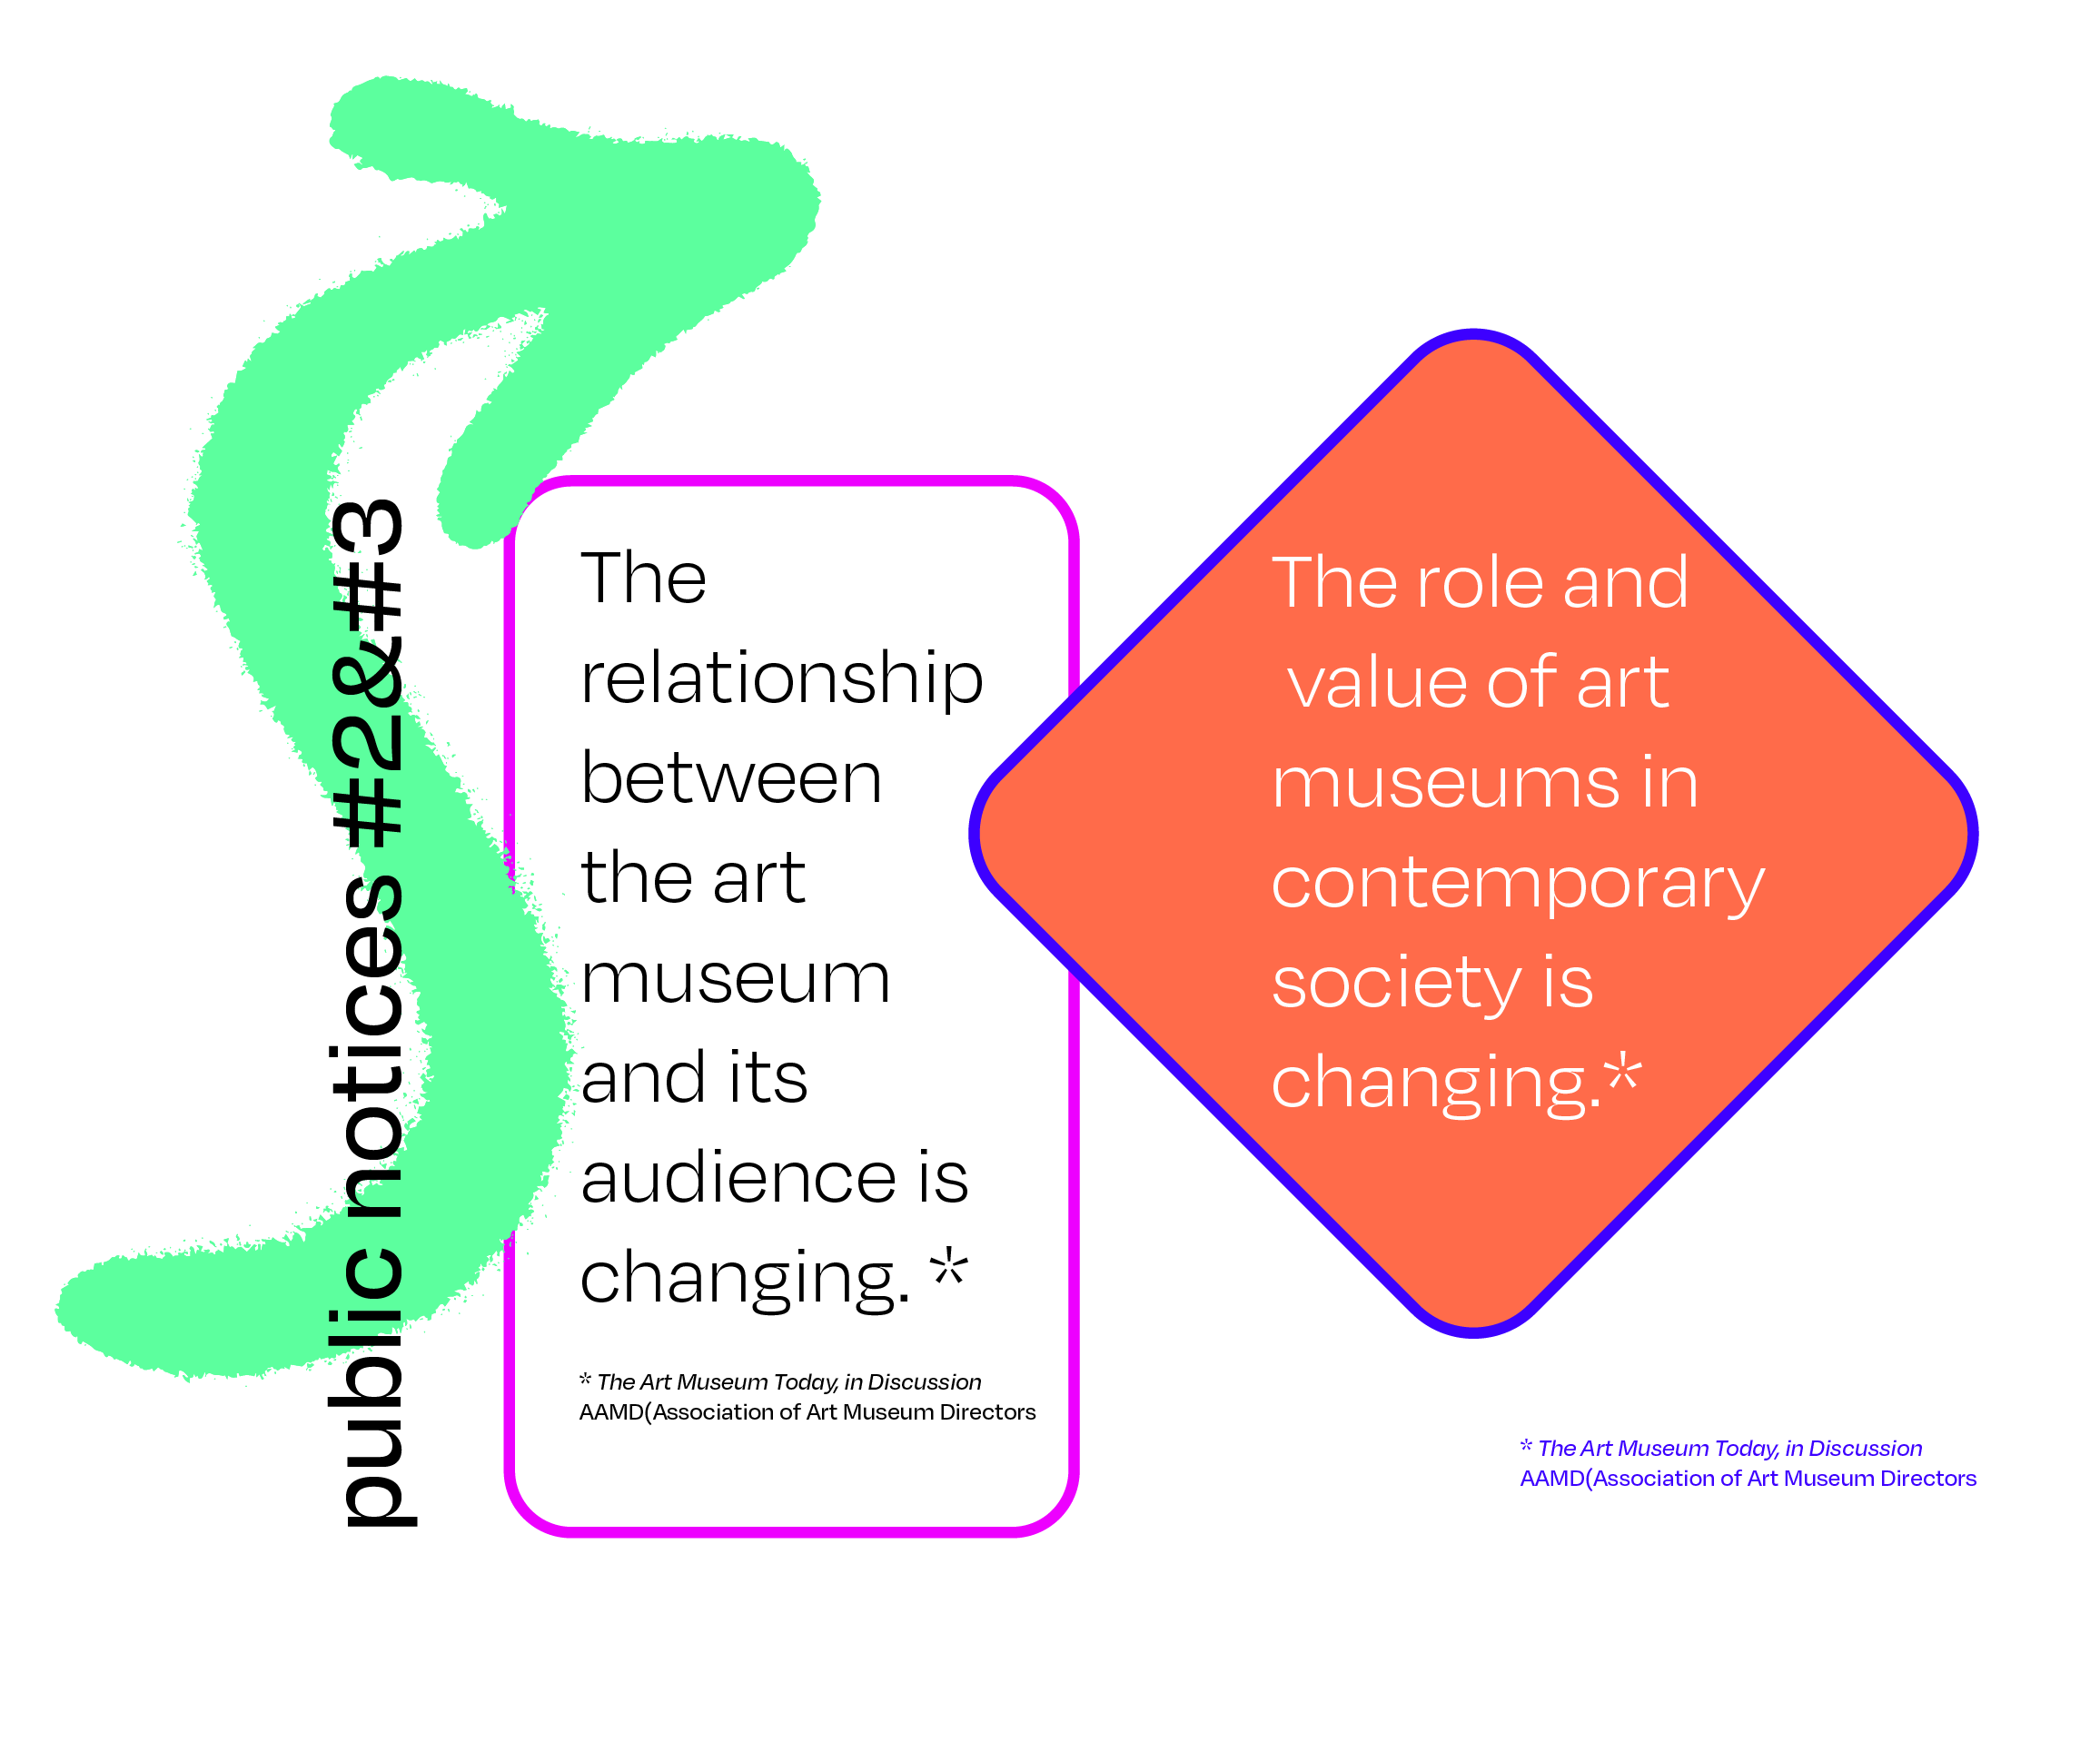 public notices #2&#3
The
relationship
between
the art
museum
and its
audience is
changing. *
* The Art Museum Today, in Discussion
AAMD(Association of Art Museum Directors
The role and
value of art
museums in
contemporary
society is
changing.*
* The Art Museum Today, in Discussion
AAMD(Association of Art Museum Directors